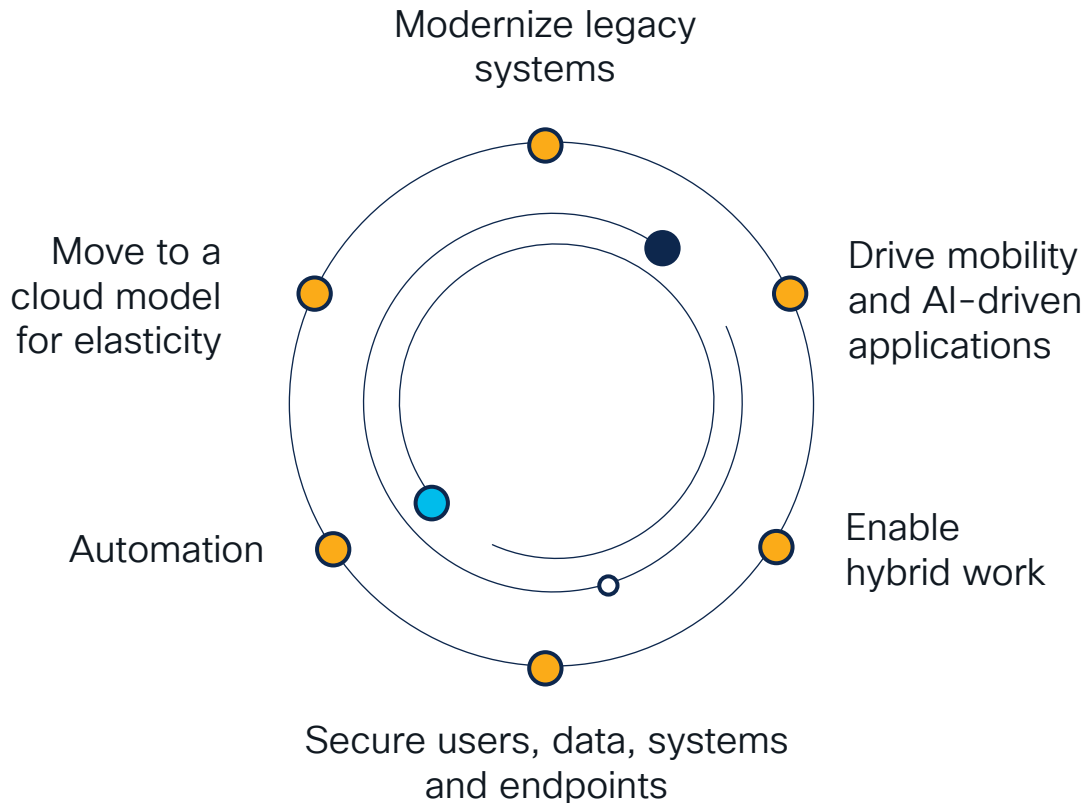 Modernize legacy
systems
Drive mobility
and AI-driven
applications
Enable
hybrid work
Secure users, data, systems
and endpoints
Automation
Move to a
cloud model
for elasticity